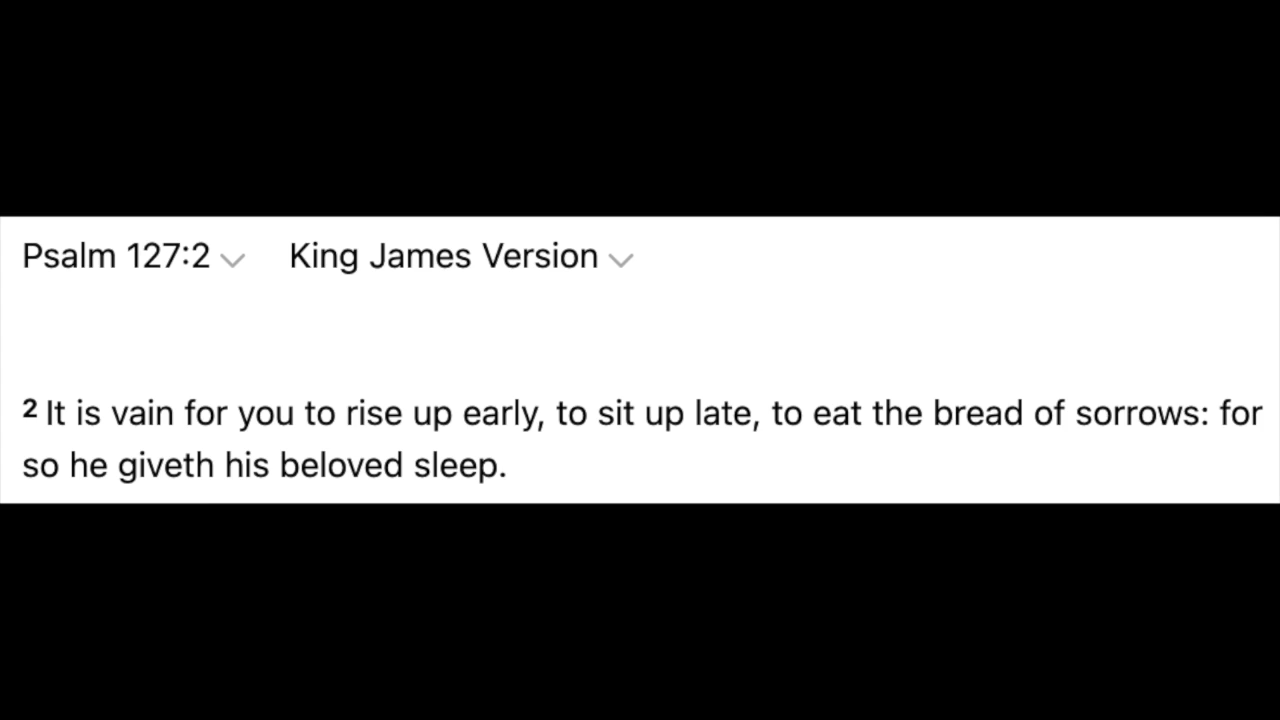 Psalm 127:2 King James Version
2 It is vain for you to rise up early, to sit up late, to eat the bread of sorrows: for
so he giveth his beloved sleep.